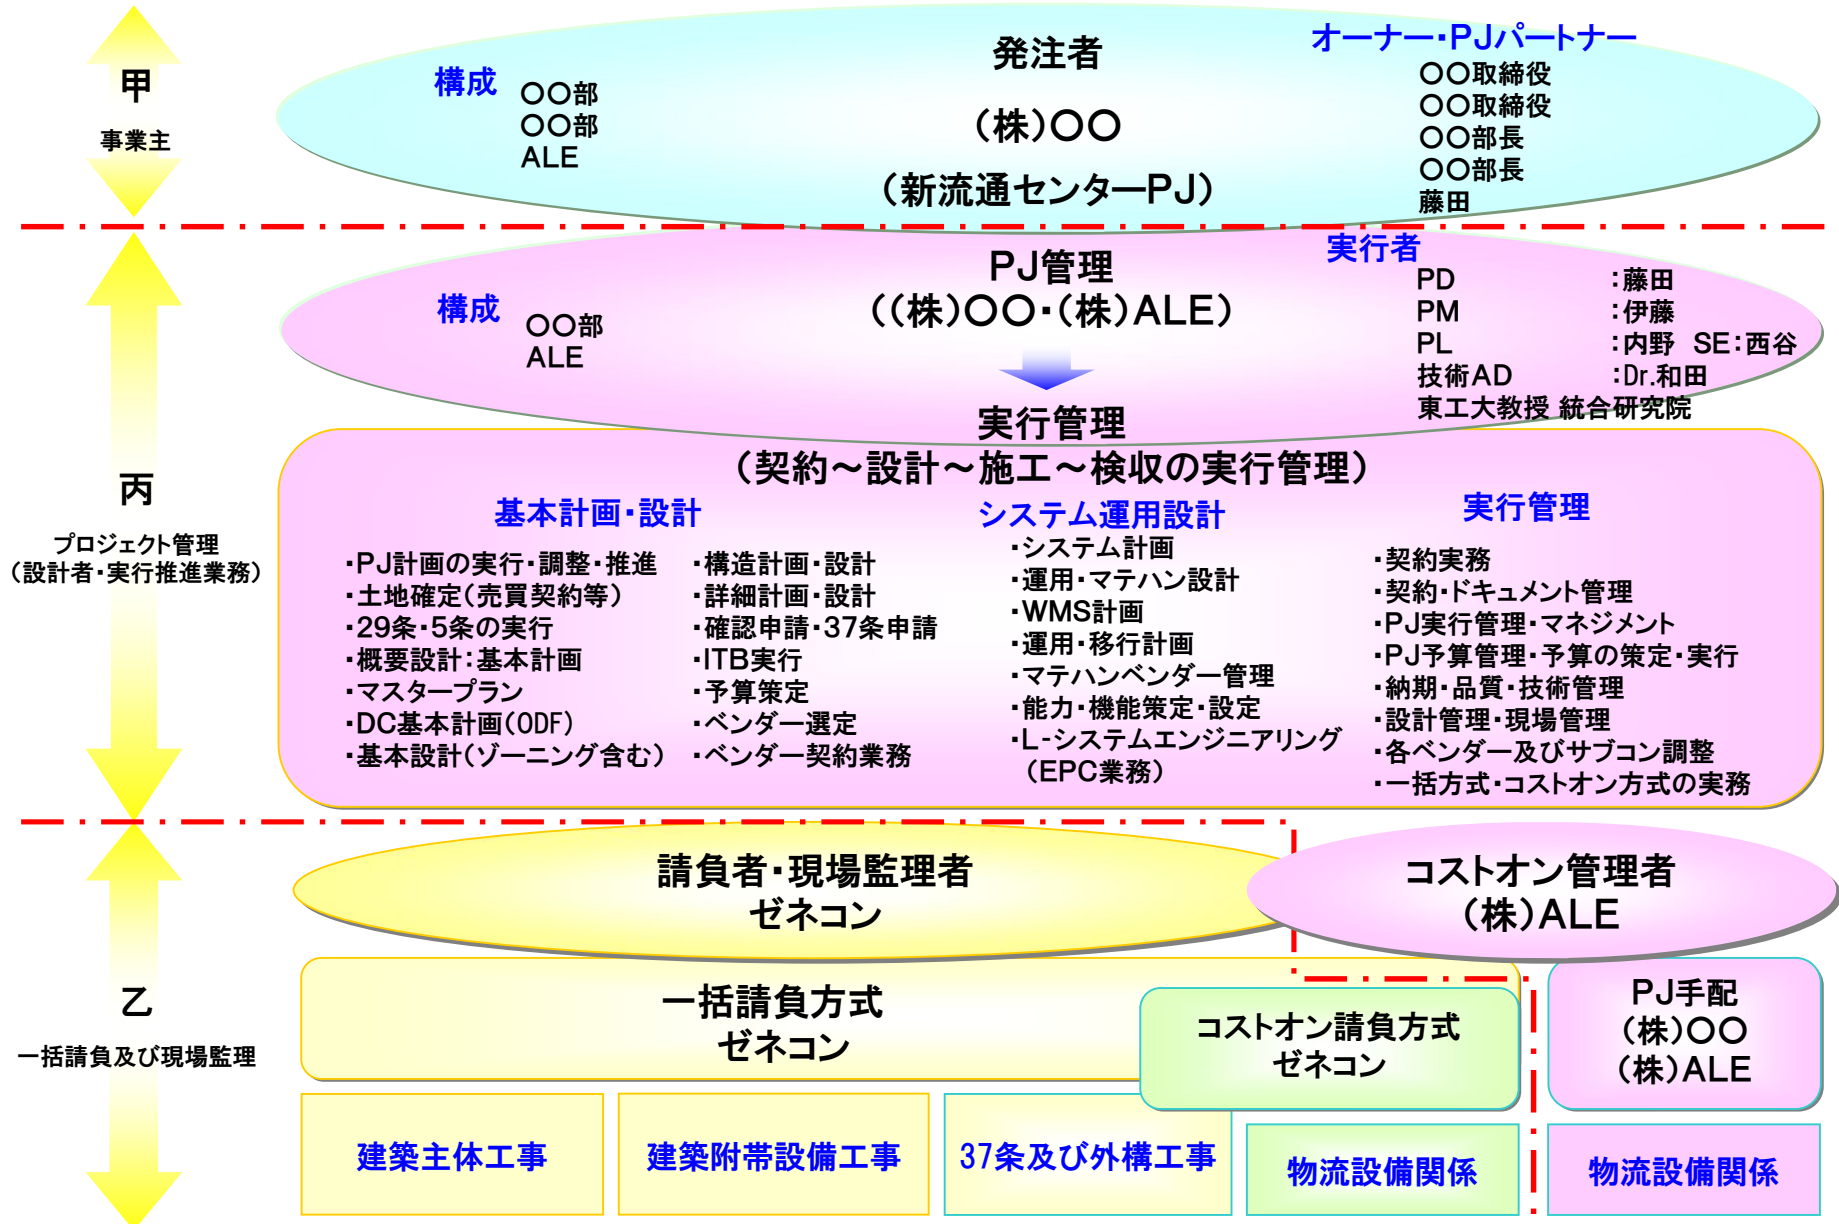 甲
事業主
発注者
(株)〇〇
(新流通センターPJ)
構成
〇〇部
〇〇部
ALE
オーナー・PJパートナー
〇〇取締役
〇〇取締役
〇〇部長
〇〇部長
藤田
丙
プロジェクト管理
(設計者・実行推進業務)
PJ管理
((株)〇〇・(株)ALE)
構成
〇〇部
ALE
実行者
PD :藤田
PM :伊藤
PL :内野 SE:西谷
技術AD :Dr.和田
東工大教授 統合研究院
実行管理
(契約～設計～施工～検収の実行管理)
基本計画・設計
・PJ計画の実行・調整・推進
・土地確定(売買契約等)
・29条・5条の実行
・概要設計:基本計画
・マスタープラン
・DC基本計画(ODF)
・基本設計(ゾーニング含む)
・構造計画・設計
・詳細計画・設計
・確認申請・37条申請
・ITB実行
・予算策定
・ベンダー選定
・ベンダー契約業務
システム運用設計
・システム計画
・運用・マテハン設計
・WMS計画
・運用・移行計画
・マテハンベンダー管理
・能力・機能策定・設定
・L-システムエンジニアリング
(EPC業務)
実行管理
・契約実務
・契約・ドキュメント管理
・PJ実行管理・マネジメント
・PJ予算管理・予算の策定・実行
・納期・品質・技術管理
・設計管理・現場管理
・各ベンダー及びサブコン調整
・一括方式・コストオン方式の実務
乙
一括請負及び現場監理
請負者・現場監理者
ゼネコン
コストオン管理者
(株)ALE
一括請負方式
ゼネコン
コストオン請負方式
ゼネコン
PJ手配
(株)〇〇
(株)ALE
建築主体工事
建築附帯設備工事
37条及び外構工事
物流設備関係
物流設備関係